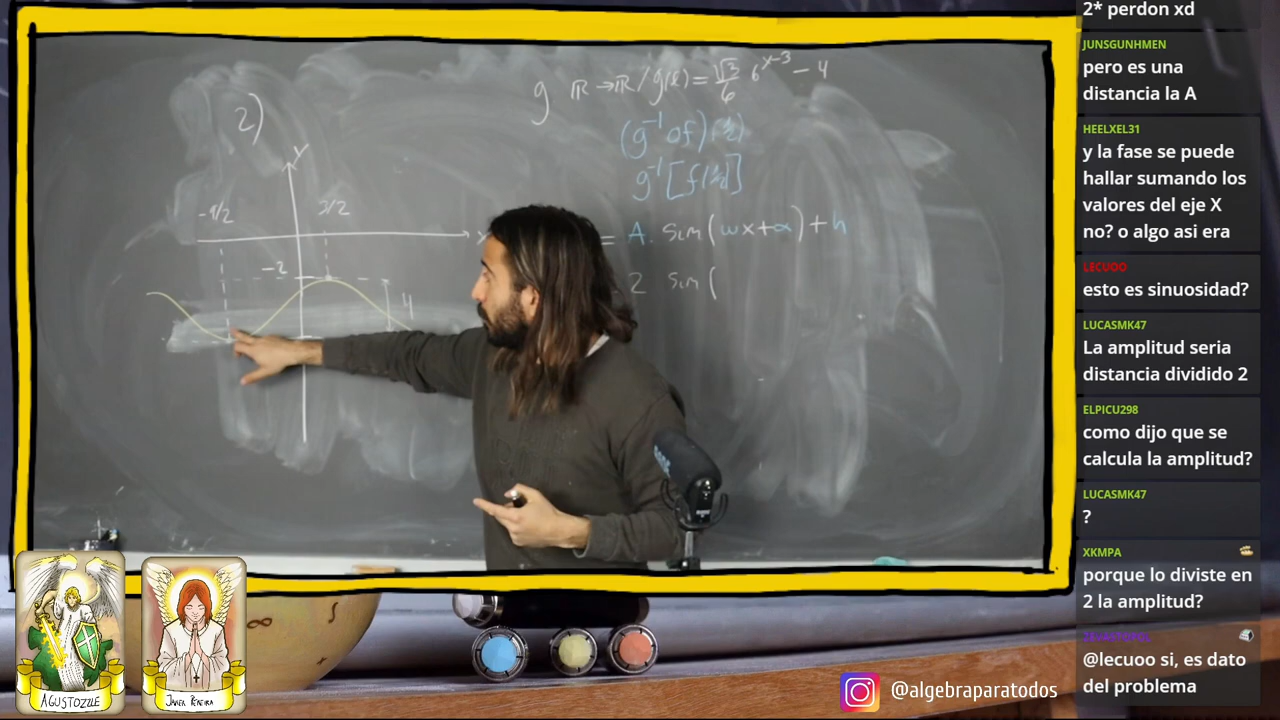 2)
g ℝ→ℝ / g(x) = √3/6 6^(x-3) - 4
(g⁻¹ o f)(½)
g⁻¹[f(½)]
= A. sin(wx+α)+h
2 sin(
Y
X
-2
4
2* perdon xd
JUNSGUNHMEN
pero es una
distancia la A
HEELXEL31
y la fase se puede
hallar sumando los
valores del eje X
no? o algo asi era
LECUOO
esto es sinuosidad?
LUCASMK47
La amplitud seria
distancia dividido 2
ELPICU298
como dijo que se
calcula la amplitud?
LUCASMK47
?
XKMPA
porque lo diviste en
2 la amplitud?
@lecuoo si, es dato
del problema
AGUSTOZZLE
JAVIER PEREIRA
∞
@algebraparatodos